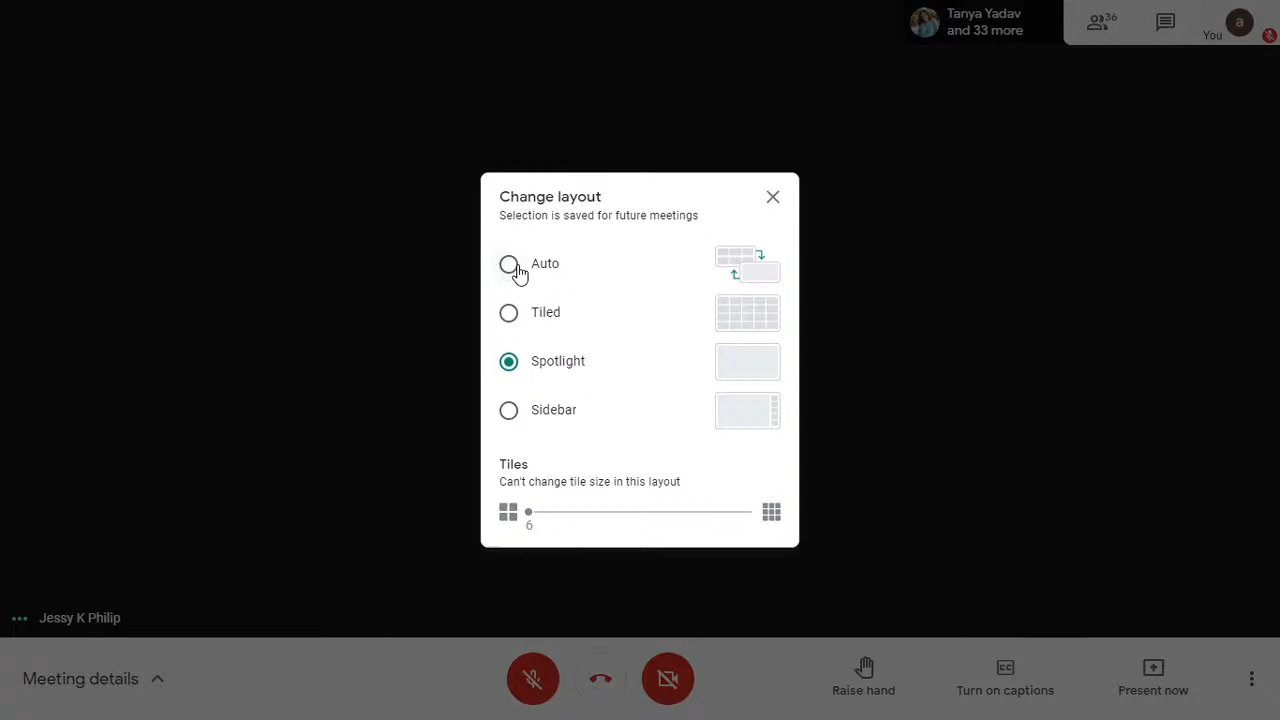 Tanya Yadav
and 33 more
36
You
a
Change layout
Selection is saved for future meetings
Auto
Tiled
Spotlight
Sidebar
Tiles
Can't change tile size in this layout
6
Jessy K Philip
Meeting details
CC
Raise hand
Turn on captions
Present now